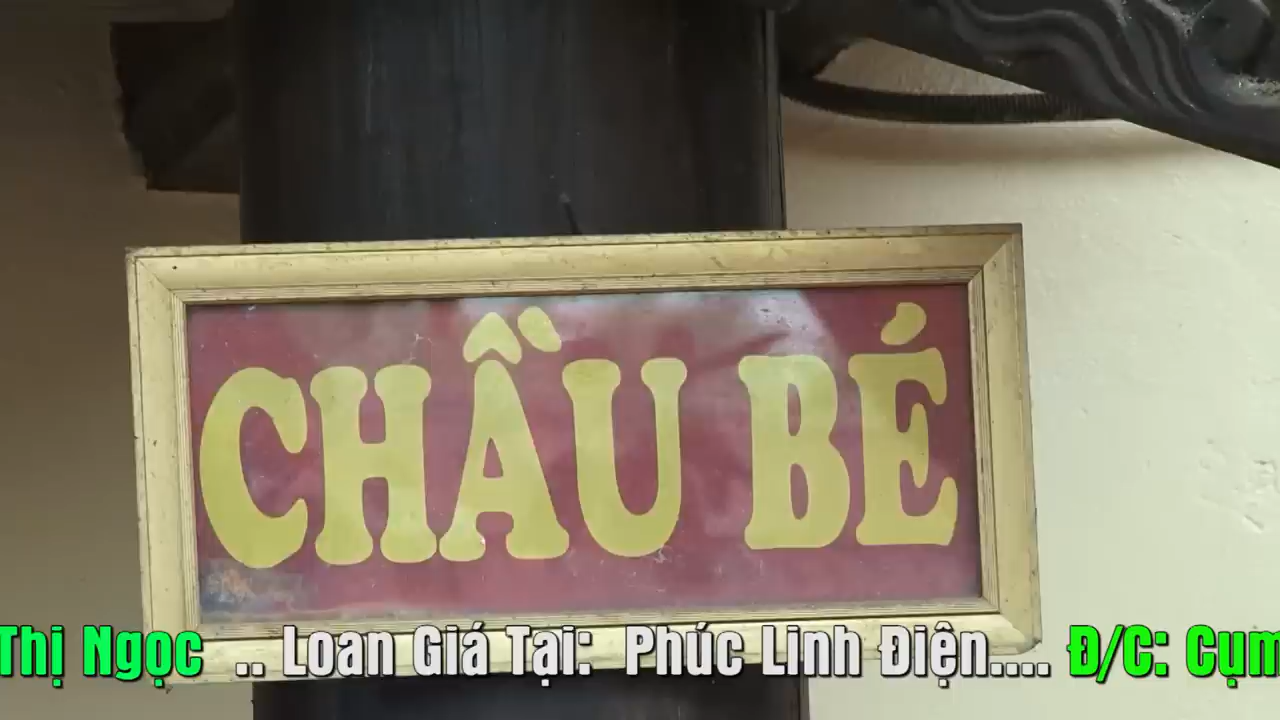 CHẦU BÉ
Thị Ngọc .. Loan Giá Tại: Phúc Linh Điện.... Đ/C: Cụm